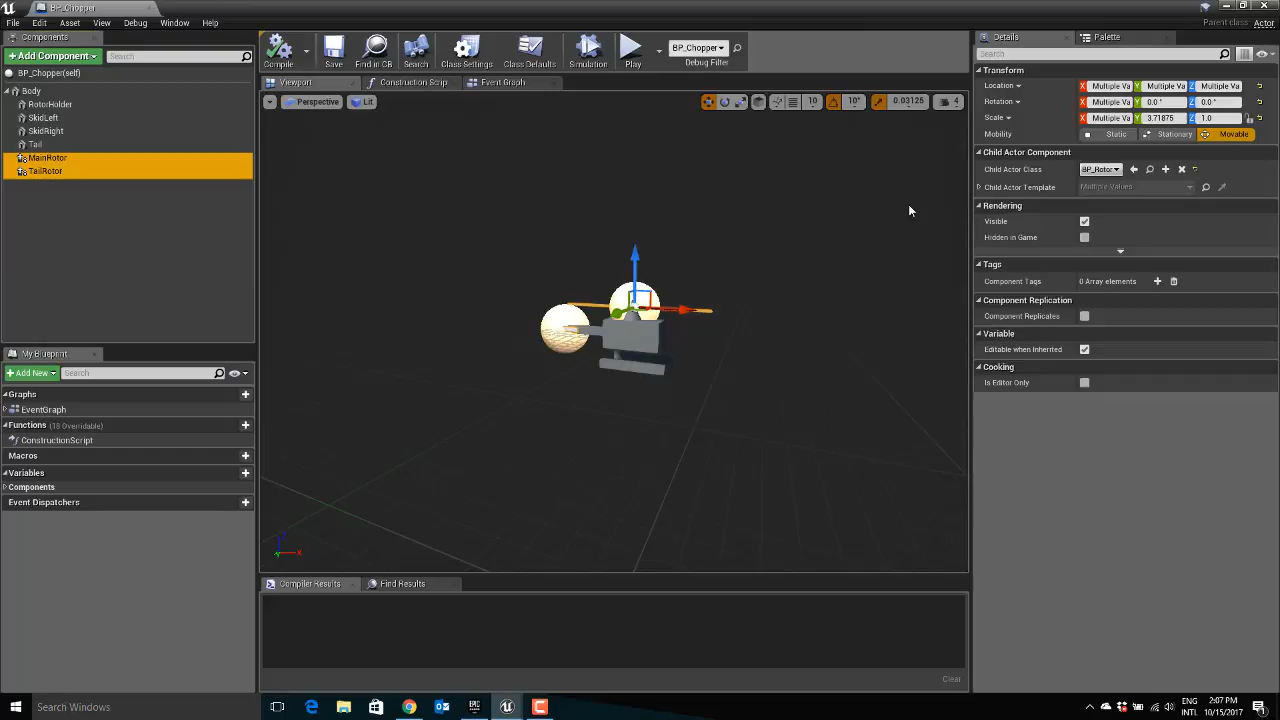 BP_Chopper
File Edit Asset View Debug Window Help
Parent class: Actor
Components
Add Component
Search
BP_Chopper(self)
Body
RotorHolder
SkidLeft
SkidRight
Tail
MainRotor
TailRotor
My Blueprint
Add New
Search
Graphs
EventGraph
Functions (18 Overridable)
ConstructionScript
Macros
Variables
Components
Event Dispatchers
Compile
Save
Find in CB
Search
Class Settings
Class Defaults
Simulation
Play
BP_Chopper
Debug Filter
Viewport
Construction Scrip
Event Graph
Perspective
Lit
10
10°
0.03125
4
Z
X
Y
Compiler Results
Find Results
Clear
Details
Palette
Search
Transform
Location X Multiple Va Y Multiple Va Z Multiple Va
Rotation X Multiple Va Y 0.0 ° Z 0.0 °
Scale X Multiple Va Y 3.71875 Z 1.0
Mobility Static Stationary Movable
Child Actor Component
Child Actor Class BP_Rotor
Child Actor Template Multiple Values
Rendering
Visible
Hidden in Game
Tags
Component Tags 0 Array elements
Component Replication
Component Replicates
Variable
Editable when Inherited
Cooking
Is Editor Only
Search Windows
ENG
INTL
2:07 PM
10/15/2017